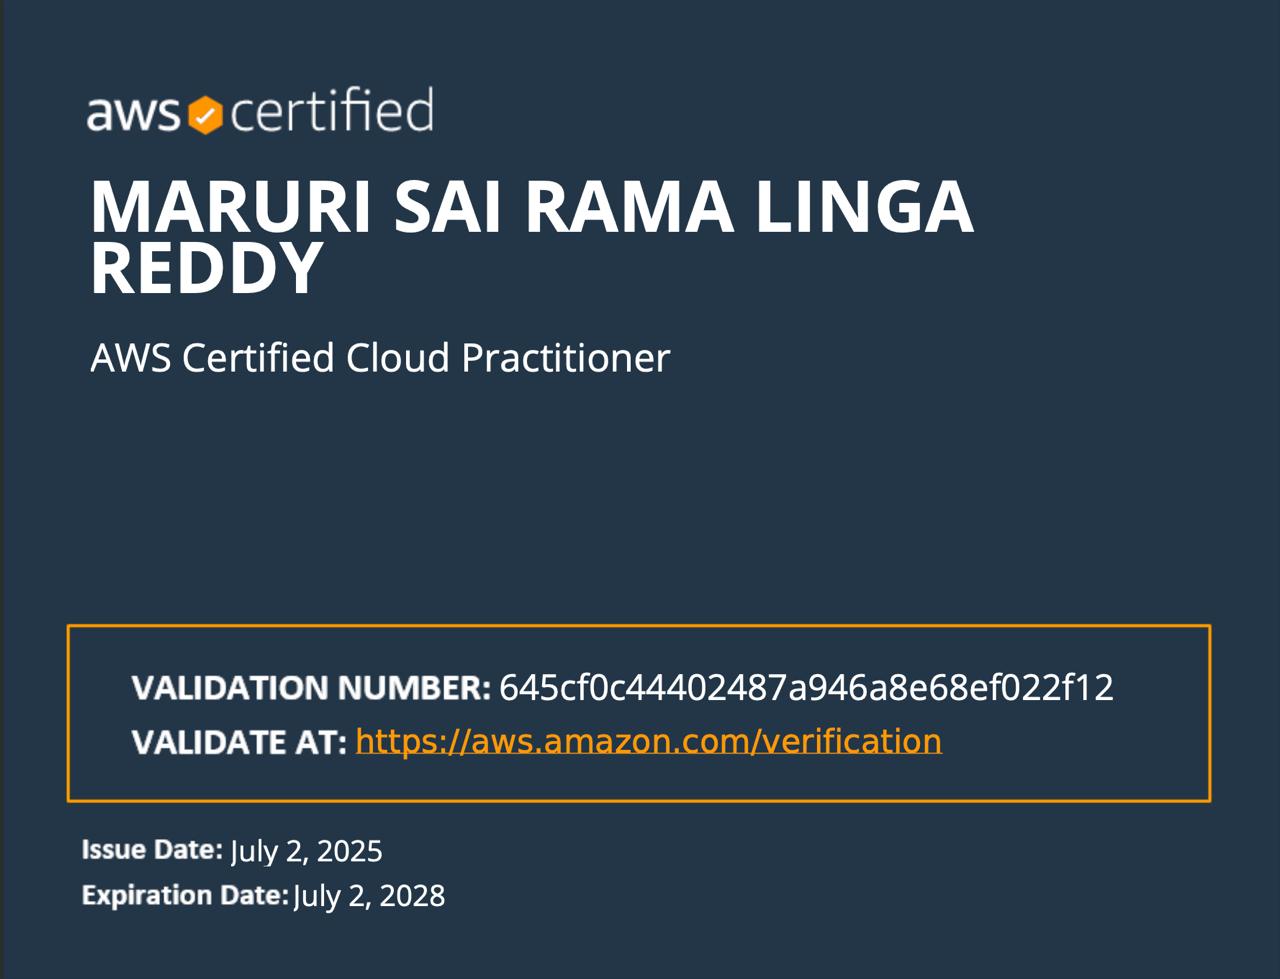 aws certified
MARURI SAI RAMA LINGA
REDDY
AWS Certified Cloud Practitioner
VALIDATION NUMBER: 645cf0c44402487a946a8e68ef022f12
VALIDATE AT: https://aws.amazon.com/verification
Issue Date: July 2, 2025
Expiration Date: July 2, 2028